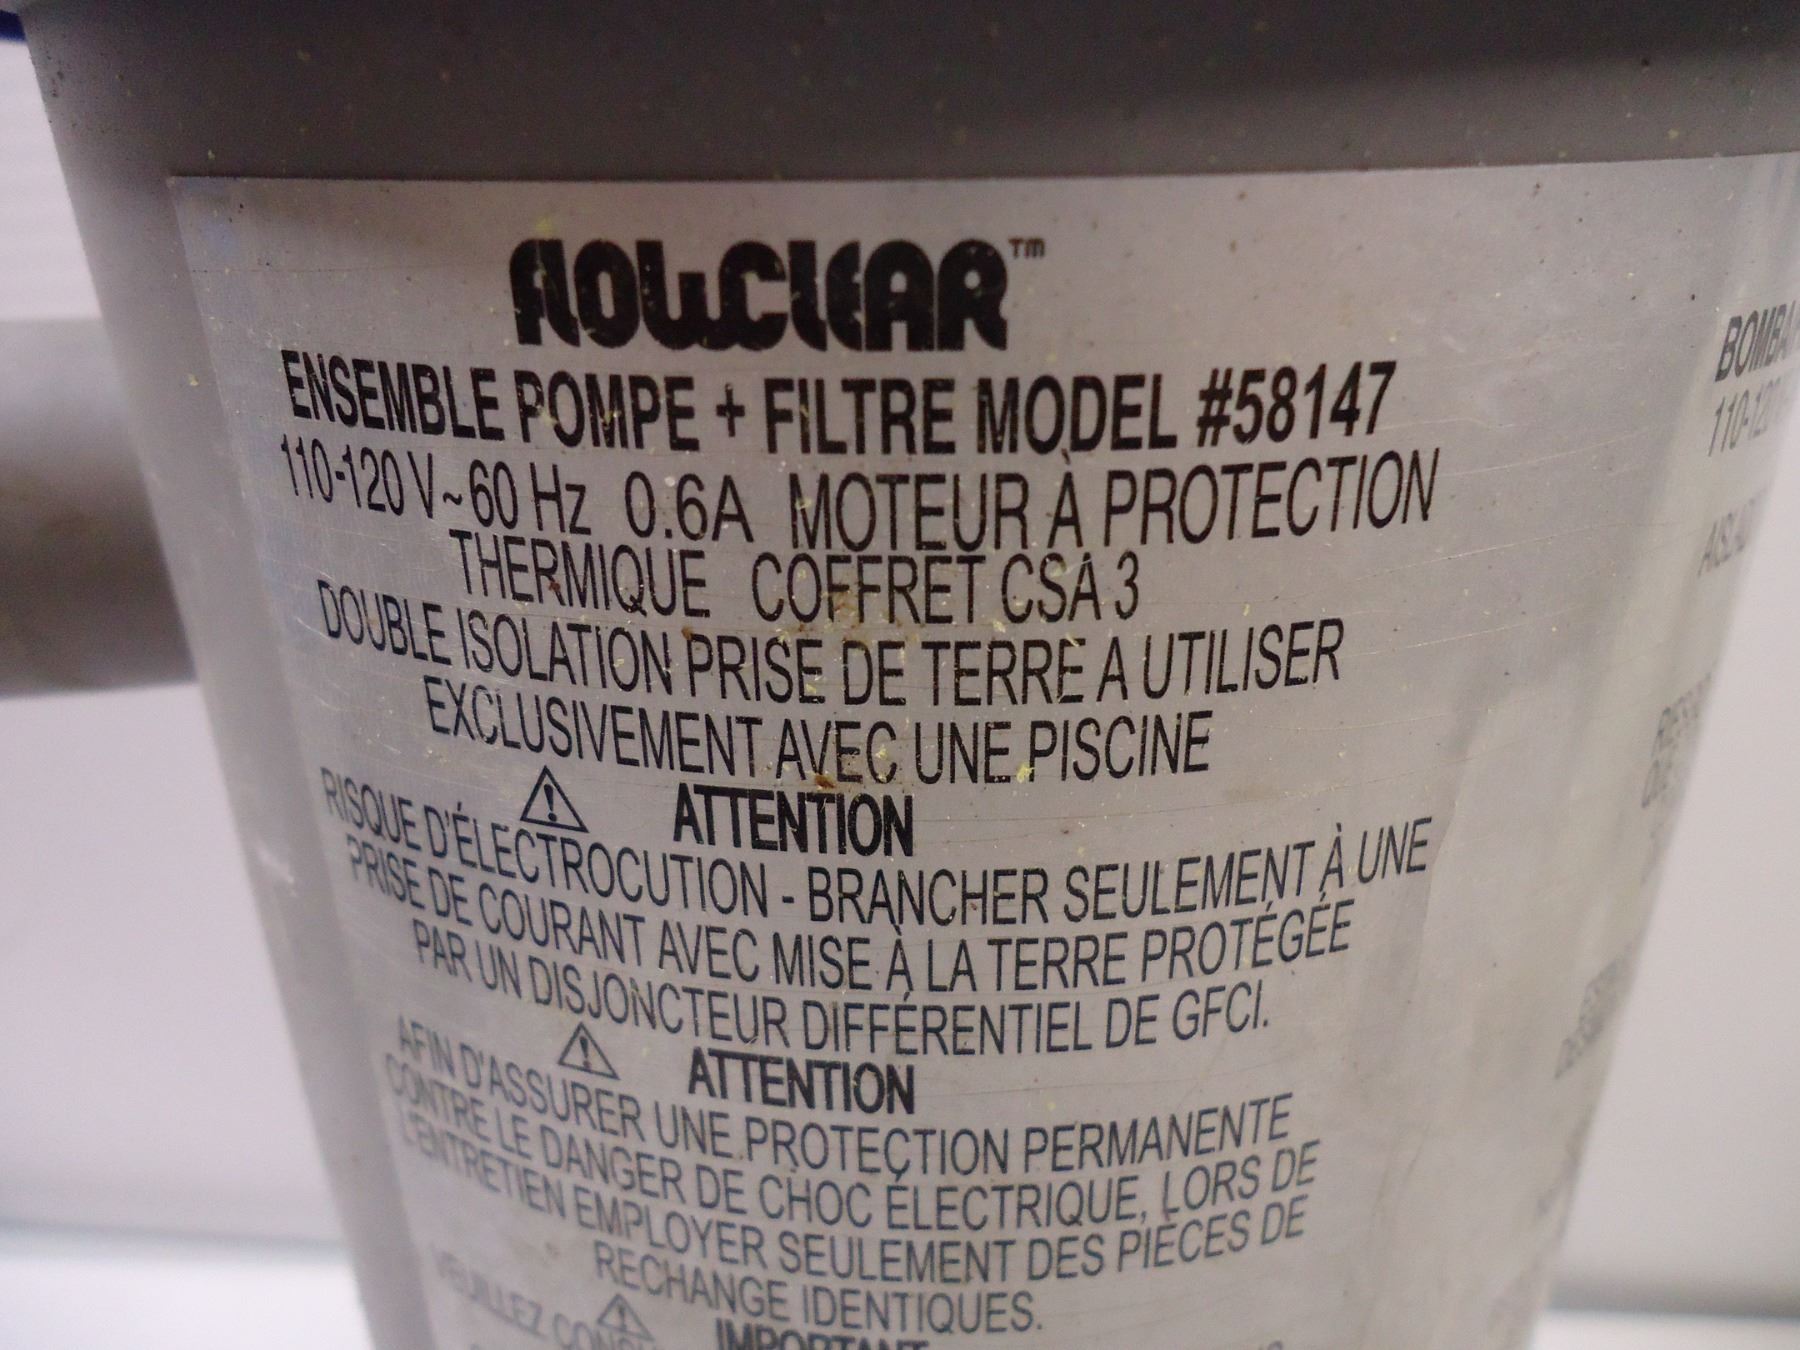 FLOWCLEAR™
ENSEMBLE POMPE + FILTRE MODEL #58147
110-120 V~60 Hz 0.6A MOTEUR À PROTECTION
THERMIQUE COFFRET CSA 3
DOUBLE ISOLATION PRISE DE TERRE A UTILISER
EXCLUSIVEMENT AVEC UNE PISCINE
⚠ ATTENTION
RISQUE D'ÉLECTROCUTION - BRANCHER SEULEMENT À UNE
PRISE DE COURANT AVEC MISE À LA TERRE PROTÉGÉE
PAR UN DISJONCTEUR DIFFÉRENTIEL DE GFCI.
⚠ ATTENTION
AFIN D'ASSURER UNE PROTECTION PERMANENTE
CONTRE LE DANGER DE CHOC ÉLECTRIQUE, LORS DE
L'ENTRETIEN EMPLOYER SEULEMENT DES PIÈCES DE
RECHANGE IDENTIQUES.
⚠ IMPORTANT
VEUILLEZ
BOMBA
110-120